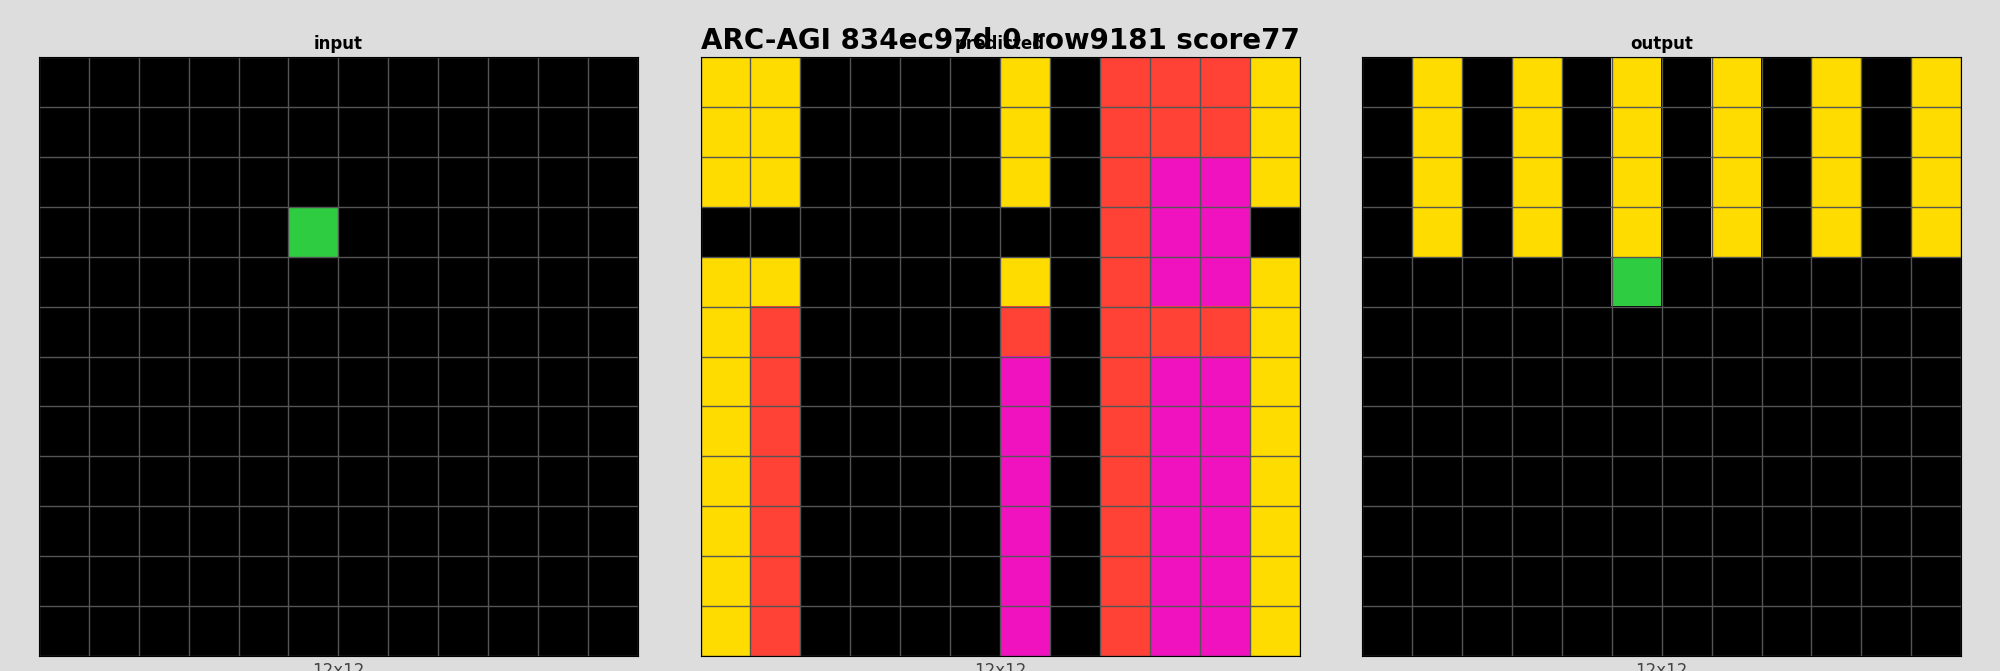 ARC-AGI 834ec97d 0 row9181 score77
input
predicted
output
12x12
12x12
12x12